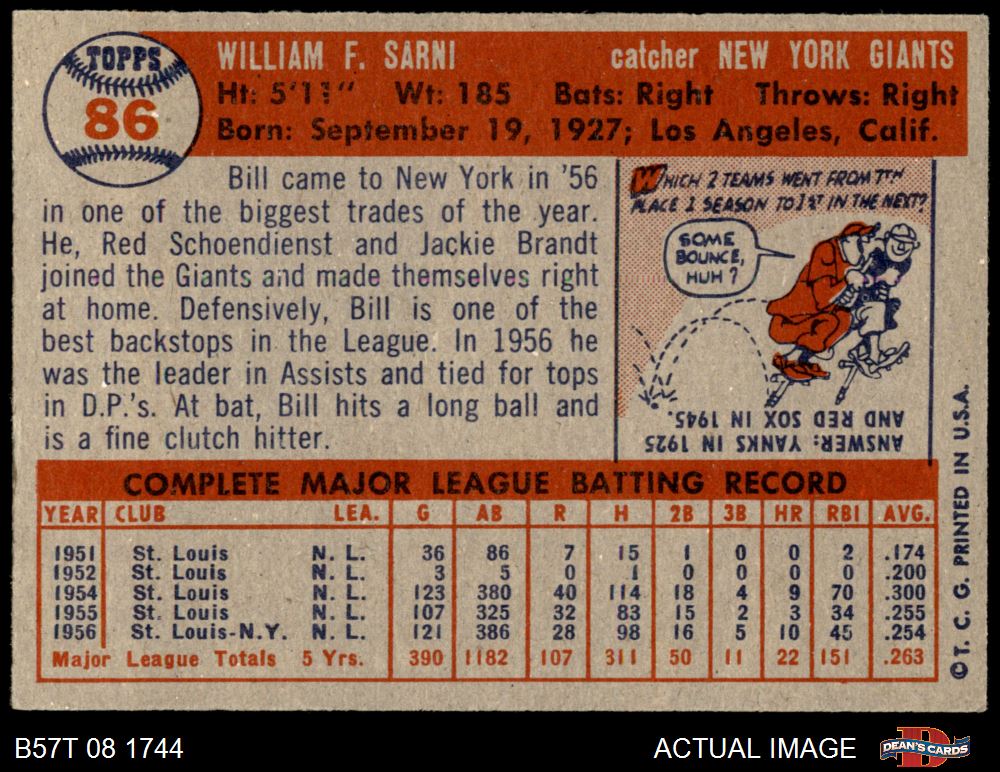 TOPPS
86
WILLIAM F. SARNI catcher NEW YORK GIANTS
Ht: 5'11" Wt: 185 Bats: Right Throws: Right
Born: September 19, 1927; Los Angeles, Calif.
Bill came to New York in '56
in one of the biggest trades of the year.
He, Red Schoendienst and Jackie Brandt
joined the Giants and made themselves right
at home. Defensively, Bill is one of the
best backstops in the League. In 1956 he
was the leader in Assists and tied for tops
in D.P.'s. At bat, Bill hits a long ball and
is a fine clutch hitter.
WHICH 2 TEAMS WENT FROM 7TH
PLACE 1 SEASON TO 1ST IN THE NEXT?
SOME
BOUNCE,
HUH?
ANSWER: YANKS IN 1925
AND RED SOX IN 1945.
COMPLETE MAJOR LEAGUE BATTING RECORD
YEAR CLUB LEA. G AB R H 2B 3B HR RBI AVG.
1951 St. Louis N. L. 36 86 7 15 1 0 0 2 .174
1952 St. Louis N. L. 3 5 0 1 0 0 0 0 .200
1954 St. Louis N. L. 123 380 40 114 18 4 9 70 .300
1955 St. Louis N. L. 107 325 32 83 15 2 3 34 .255
1956 St. Louis-N.Y. N. L. 121 386 28 98 16 5 10 45 .254
Major League Totals 5 Yrs. 390 1182 107 311 50 11 22 151 .263
©T. C. G. PRINTED IN U.S.A.
B57T 08 1744
ACTUAL IMAGE
D
DEAN'S CARDS